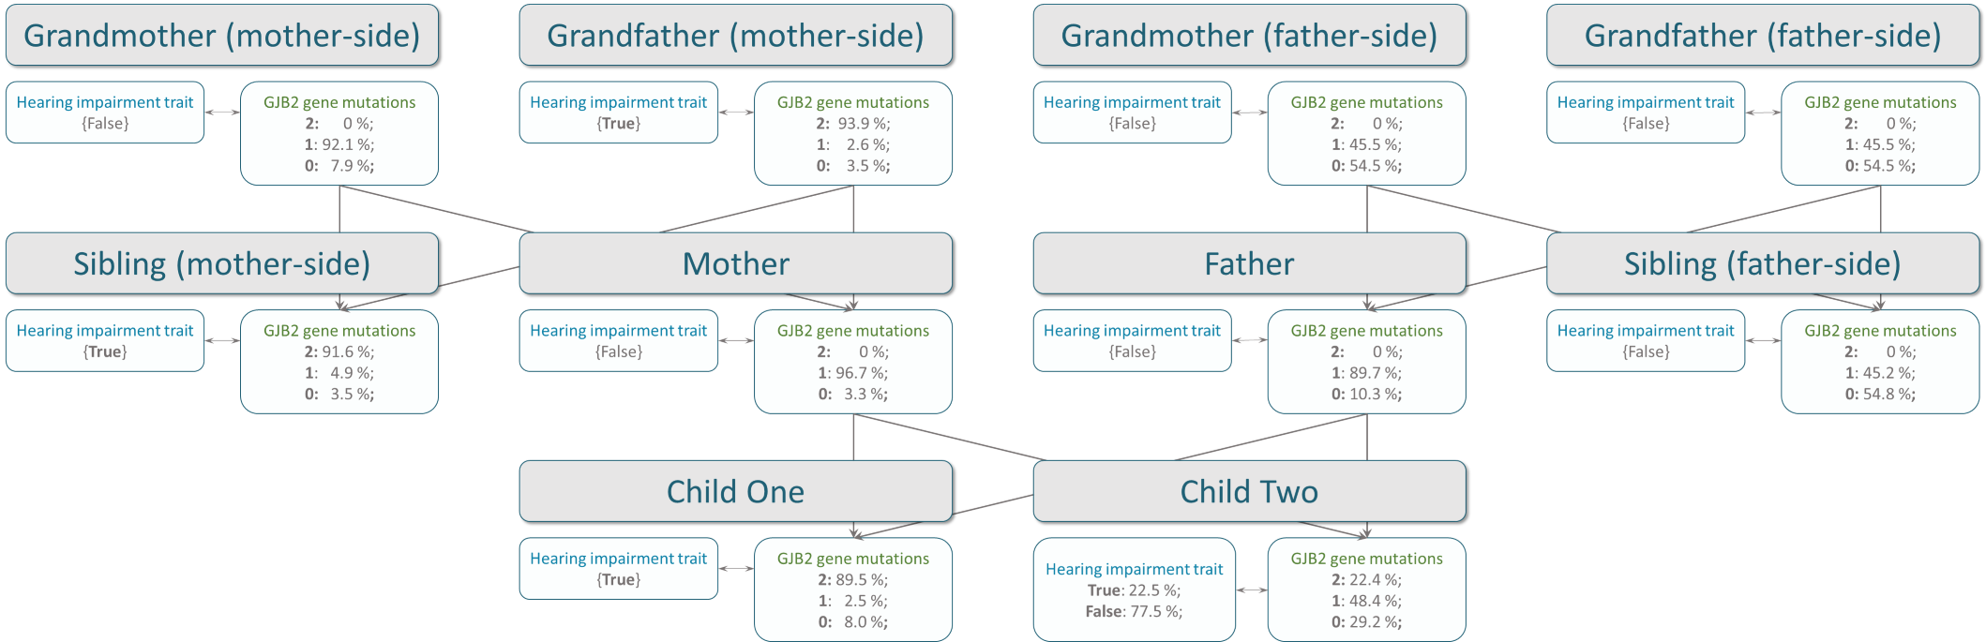 Grandmother (mother-side)
Hearing impairment trait
{False}
GJB2 gene mutations
2: 0 %;
1: 92.1 %;
0: 7.9 %;
Grandfather (mother-side)
Hearing impairment trait
{True}
GJB2 gene mutations
2: 93.9 %;
1: 2.6 %;
0: 3.5 %;
Grandmother (father-side)
Hearing impairment trait
{False}
GJB2 gene mutations
2: 0 %;
1: 45.5 %;
0: 54.5 %;
Grandfather (father-side)
Hearing impairment trait
{False}
GJB2 gene mutations
2: 0 %;
1: 45.5 %;
0: 54.5 %;
Sibling (mother-side)
Hearing impairment trait
{True}
GJB2 gene mutations
2: 91.6 %;
1: 4.9 %;
0: 3.5 %;
Mother
Hearing impairment trait
{False}
GJB2 gene mutations
2: 0 %;
1: 96.7 %;
0: 3.3 %;
Father
Hearing impairment trait
{False}
GJB2 gene mutations
2: 0 %;
1: 89.7 %;
0: 10.3 %;
Sibling (father-side)
Hearing impairment trait
{False}
GJB2 gene mutations
2: 0 %;
1: 45.2 %;
0: 54.8 %;
Child One
Hearing impairment trait
{True}
GJB2 gene mutations
2: 89.5 %;
1: 2.5 %;
0: 8.0 %;
Child Two
Hearing impairment trait
True: 22.5 %;
False: 77.5 %;
GJB2 gene mutations
2: 22.4 %;
1: 48.4 %;
0: 29.2 %;